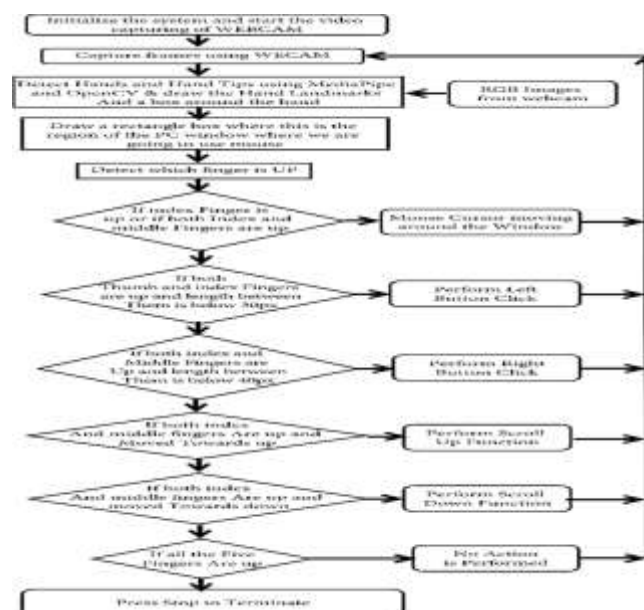 Initialize the system and start the video
capturing of WEBCAM
Capture frames using WECAM
Detect Hands and Hand Tips using MediaPipe
and OpenCV & draw the Hand Landmarks
And a box around the hand
RGB Images
from webcam
Draw a rectangle box where this is the
region of the PC window where we are
going to use mouse
Detect which finger is UP
If index Finger is
up or if both Index and
middle Fingers are up
Mouse Cursor moving
around the Window
If both
Thumb and index Fingers
are up and length between
Them is below 30px
Perform Left
Button Click
If both index and
Middle Fingers are
Up and length between
Them is below 40px
Perform Right
Button Click
If both index
And middle fingers Are up and
Moved Towards up
Perform Scroll
Up Function
If both index
And middle fingers Are up and
moved Towards down
Perform Scroll
Down Function
If all the Five
Fingers Are up
No Action
is Performed
Press Stop to Terminate